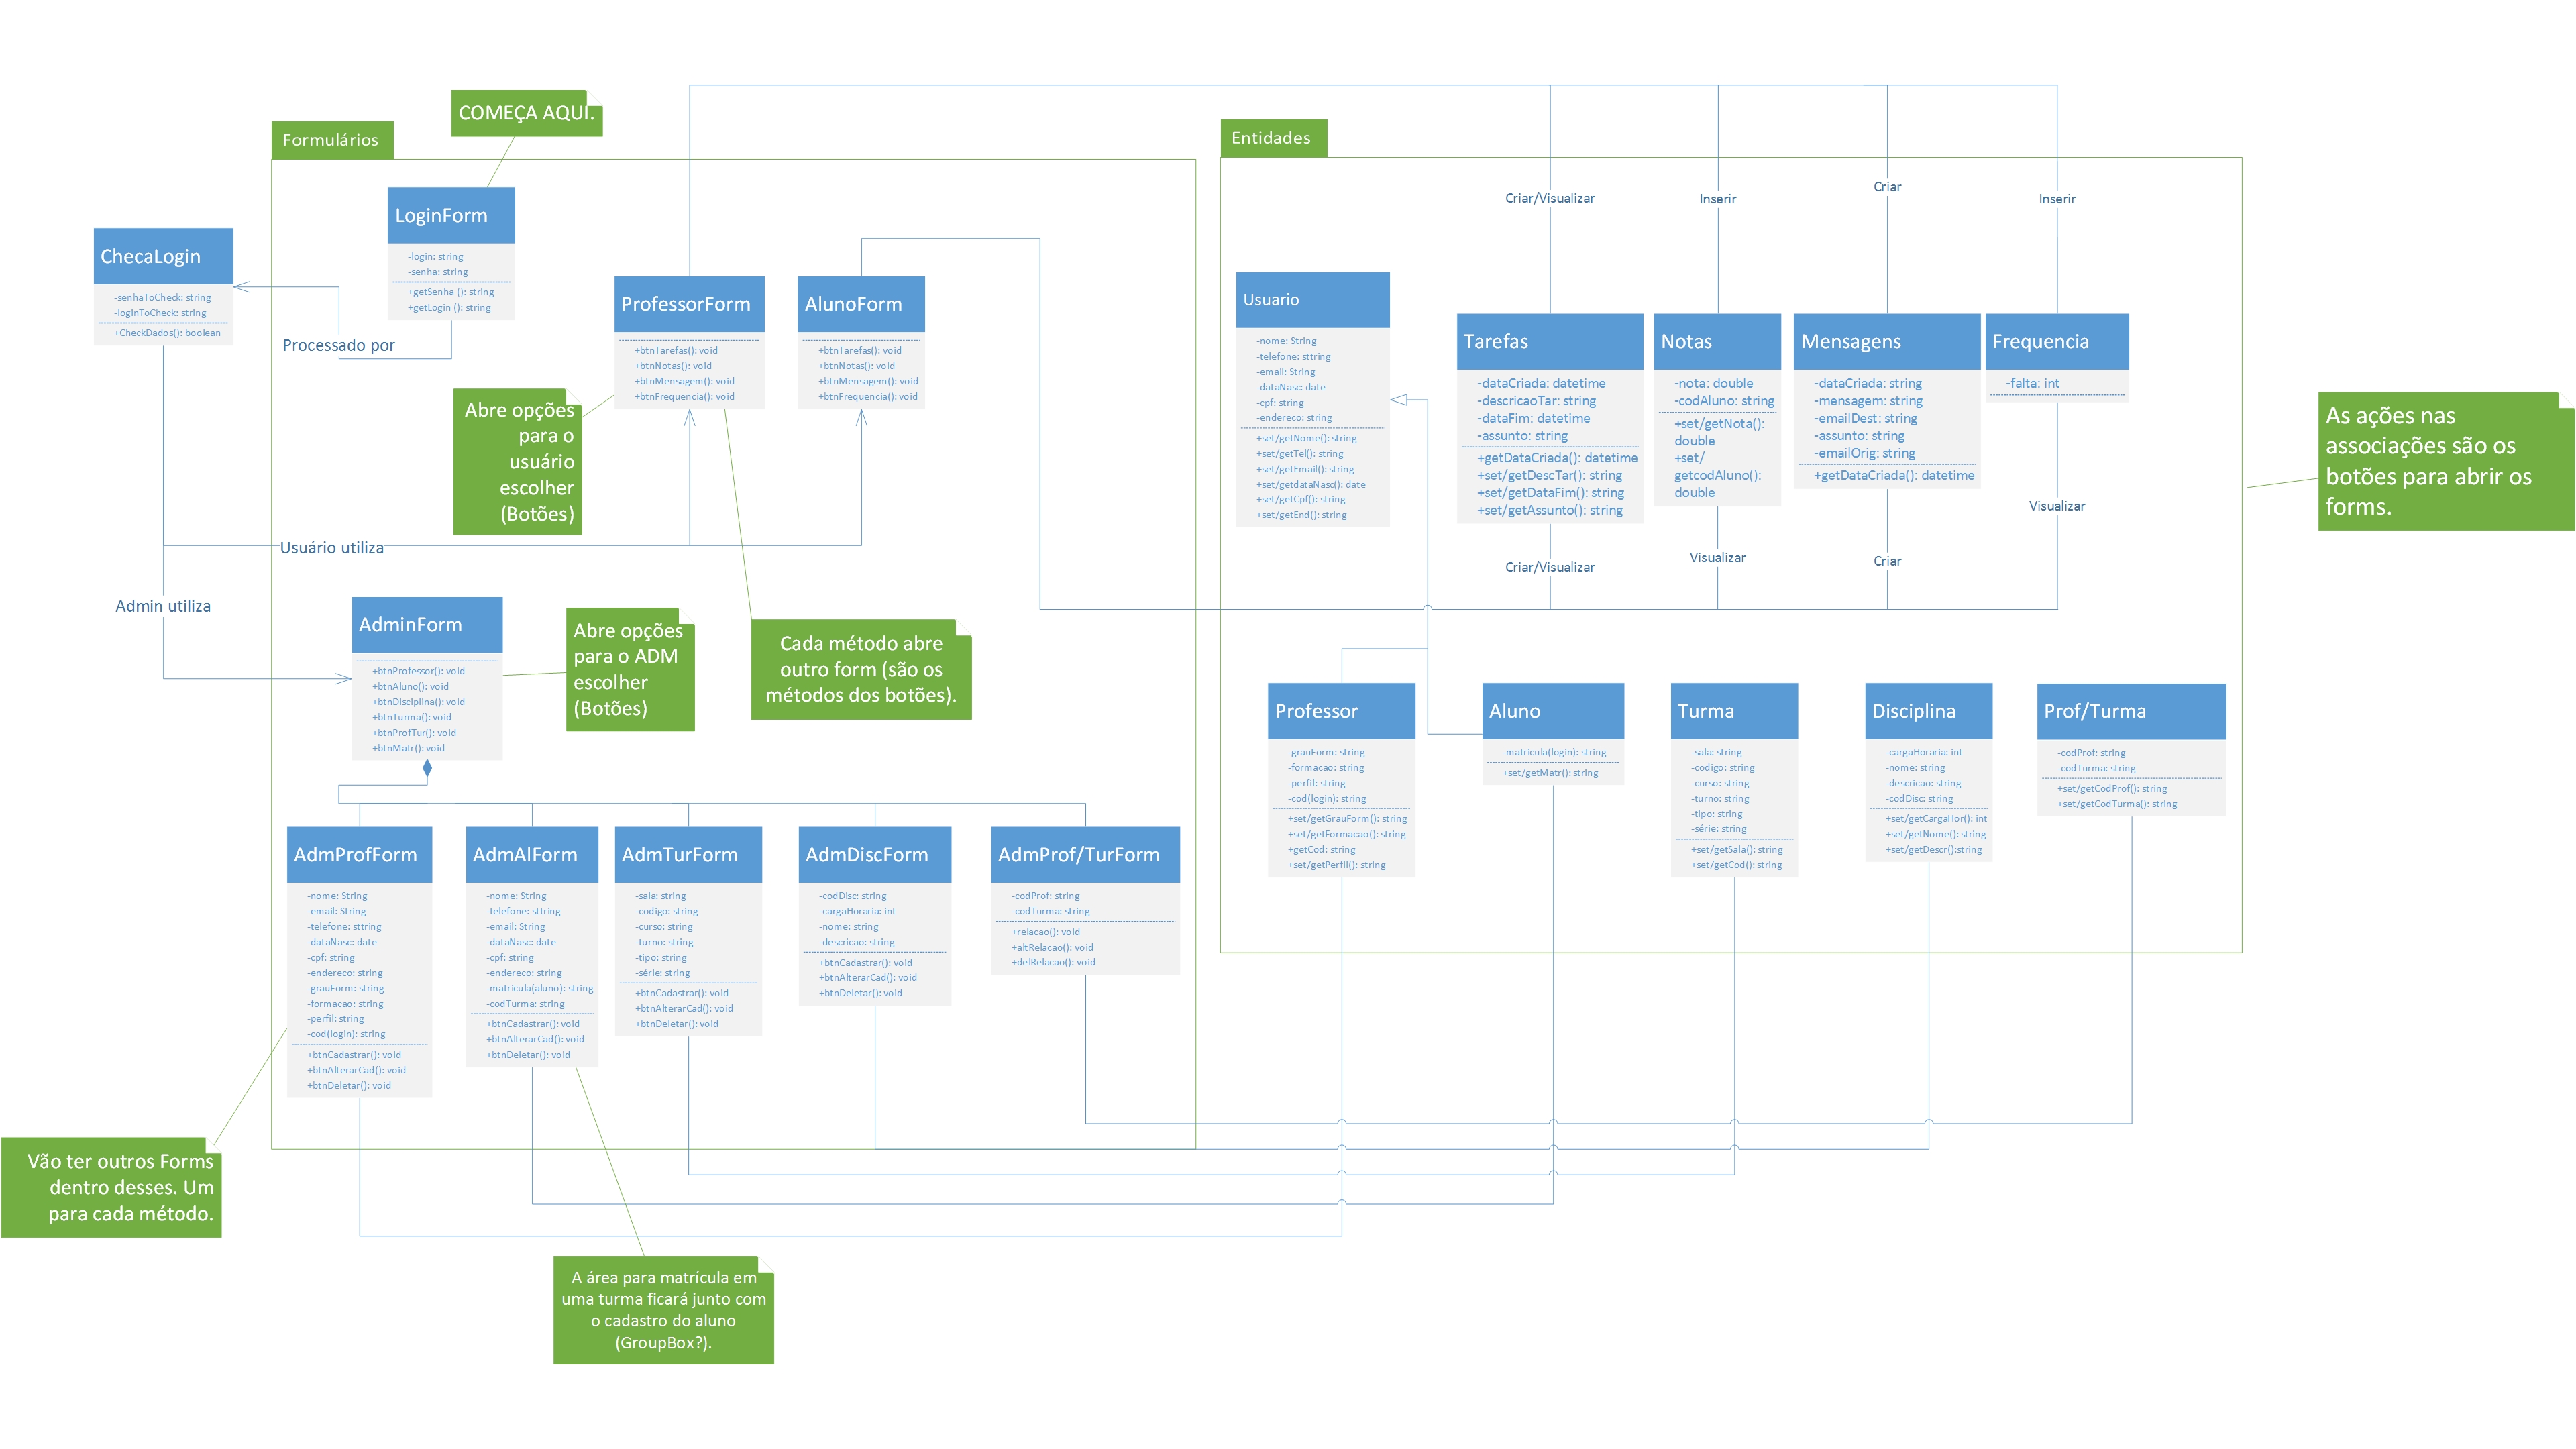 COMEÇA AQUI.
Formulários
Entidades
LoginForm
-login: string
-senha: string
+getSenha (): string
+getLogin (): string
ChecaLogin
-senhaToCheck: string
-loginToCheck: string
+CheckDados(): boolean
Processado por
ProfessorForm
+btnTarefas(): void
+btnNotas(): void
+btnMensagem(): void
+btnFrequencia(): void
AlunoForm
+btnTarefas(): void
+btnNotas(): void
+btnMensagem(): void
+btnFrequencia(): void
Abre opções
para o
usuário
escolher
(Botões)
Usuário utiliza
Admin utiliza
AdminForm
+btnProfessor(): void
+btnAluno(): void
+btnDisciplina(): void
+btnTurma(): void
+btnProfTur(): void
+btnMatr(): void
Abre opções
para o ADM
escolher
(Botões)
Cada método abre
outro form (são os
métodos dos botões).
AdmProfForm
-nome: String
-email: String
-telefone: sttring
-dataNasc: date
-cpf: string
-endereco: string
-grauForm: string
-formacao: string
-perfil: string
-cod(login): string
+btnCadastrar(): void
+btnAlterarCad(): void
+btnDeletar(): void
AdmAlForm
-nome: String
-telefone: sttring
-email: String
-dataNasc: date
-cpf: string
-endereco: string
-matricula(aluno): string
-codTurma: string
+btnCadastrar(): void
+btnAlterarCad(): void
+btnDeletar(): void
AdmTurForm
-sala: string
-codigo: string
-curso: string
-turno: string
-tipo: string
-série: string
+btnCadastrar(): void
+btnAlterarCad(): void
+btnDeletar(): void
AdmDiscForm
-codDisc: string
-cargaHoraria: int
-nome: string
-descricao: string
+btnCadastrar(): void
+btnAlterarCad(): void
+btnDeletar(): void
AdmProf/TurForm
-codProf: string
-codTurma: string
+relacao(): void
+altRelacao(): void
+delRelacao(): void
Vão ter outros Forms
dentro desses. Um
para cada método.
A área para matrícula em
uma turma ficará junto com
o cadastro do aluno
(GroupBox?).
Criar/Visualizar
Inserir
Criar
Inserir
Usuario
-nome: String
-telefone: sttring
-email: String
-dataNasc: date
-cpf: string
-endereco: string
+set/getNome(): string
+set/getTel(): string
+set/getEmail(): string
+set/getdataNasc(): date
+set/getCpf(): string
+set/getEnd(): string
Tarefas
-dataCriada: datetime
-descricaoTar: string
-dataFim: datetime
-assunto: string
+getDataCriada(): datetime
+set/getDescTar(): string
+set/getDataFim(): string
+set/getAssunto(): string
Notas
-nota: double
-codAluno: string
+set/getNota():
double
+set/
getcodAluno():
double
Mensagens
-dataCriada: string
-mensagem: string
-emailDest: string
-assunto: string
-emailOrig: string
+getDataCriada(): datetime
Frequencia
-falta: int
Criar/Visualizar
Visualizar
Criar
Visualizar
As ações nas
associações são os
botões para abrir os
forms.
Professor
-grauForm: string
-formacao: string
-perfil: string
-cod(login): string
+set/getGrauForm(): string
+set/getFormacao(): string
+getCod: string
+set/getPerfil(): string
Aluno
-matricula(login): string
+set/getMatr(): string
Turma
-sala: string
-codigo: string
-curso: string
-turno: string
-tipo: string
-série: string
+set/getSala(): string
+set/getCod(): string
Disciplina
-cargaHoraria: int
-nome: string
-descricao: string
-codDisc: string
+set/getCargaHor(): int
+set/getNome(): string
+set/getDescr():string
Prof/Turma
-codProf: string
-codTurma: string
+set/getCodProf(): string
+set/getCodTurma(): string